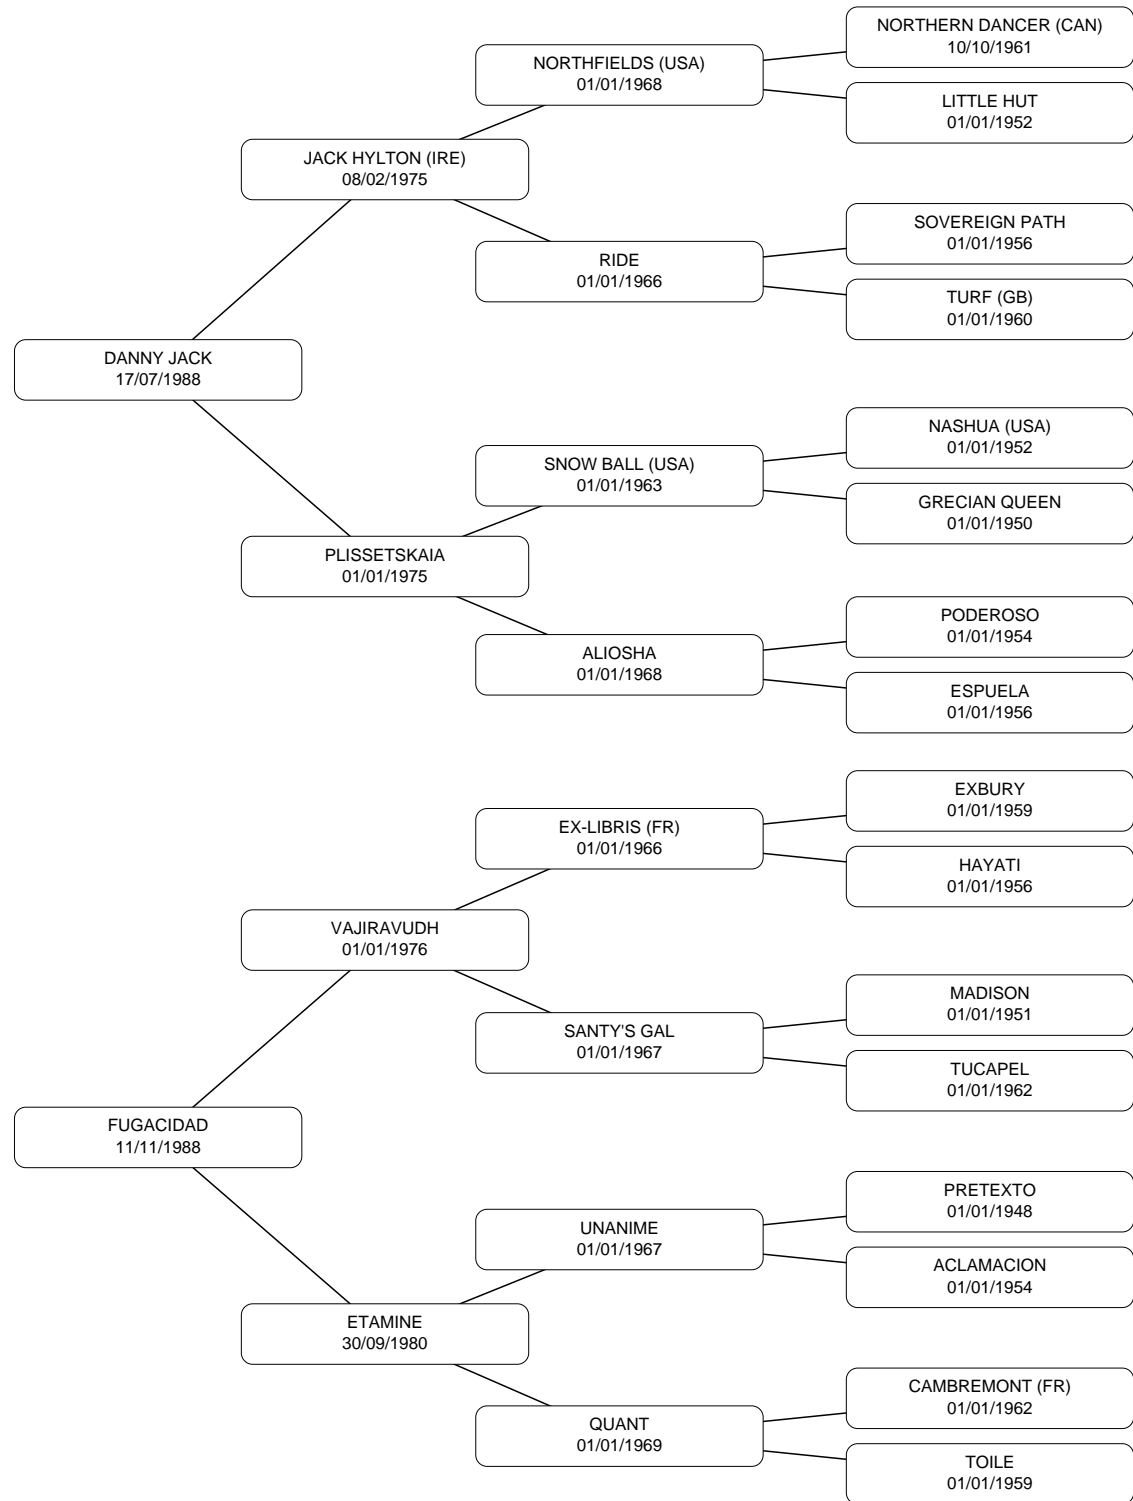 NORTHERN DANCER (CAN)
10/10/1961
NORTHFIELDS (USA)
01/01/1968
LITTLE HUT
01/01/1952
JACK HYLTON (IRE)
08/02/1975
SOVEREIGN PATH
01/01/1956
RIDE
01/01/1966
TURF (GB)
01/01/1960
DANNY JACK
17/07/1988
NASHUA (USA)
01/01/1952
SNOW BALL (USA)
01/01/1963
GRECIAN QUEEN
01/01/1950
PLISSETSKAIA
01/01/1975
PODEROSO
01/01/1954
ALIOSHA
01/01/1968
ESPUELA
01/01/1956
EXBURY
01/01/1959
EX-LIBRIS (FR)
01/01/1966
HAYATI
01/01/1956
VAJIRAVUDH
01/01/1976
MADISON
01/01/1951
SANTY'S GAL
01/01/1967
TUCAPEL
01/01/1962
FUGACIDAD
11/11/1988
PRETEXTO
01/01/1948
UNANIME
01/01/1967
ACLAMACION
01/01/1954
ETAMINE
30/09/1980
CAMBREMONT (FR)
01/01/1962
QUANT
01/01/1969
TOILE
01/01/1959